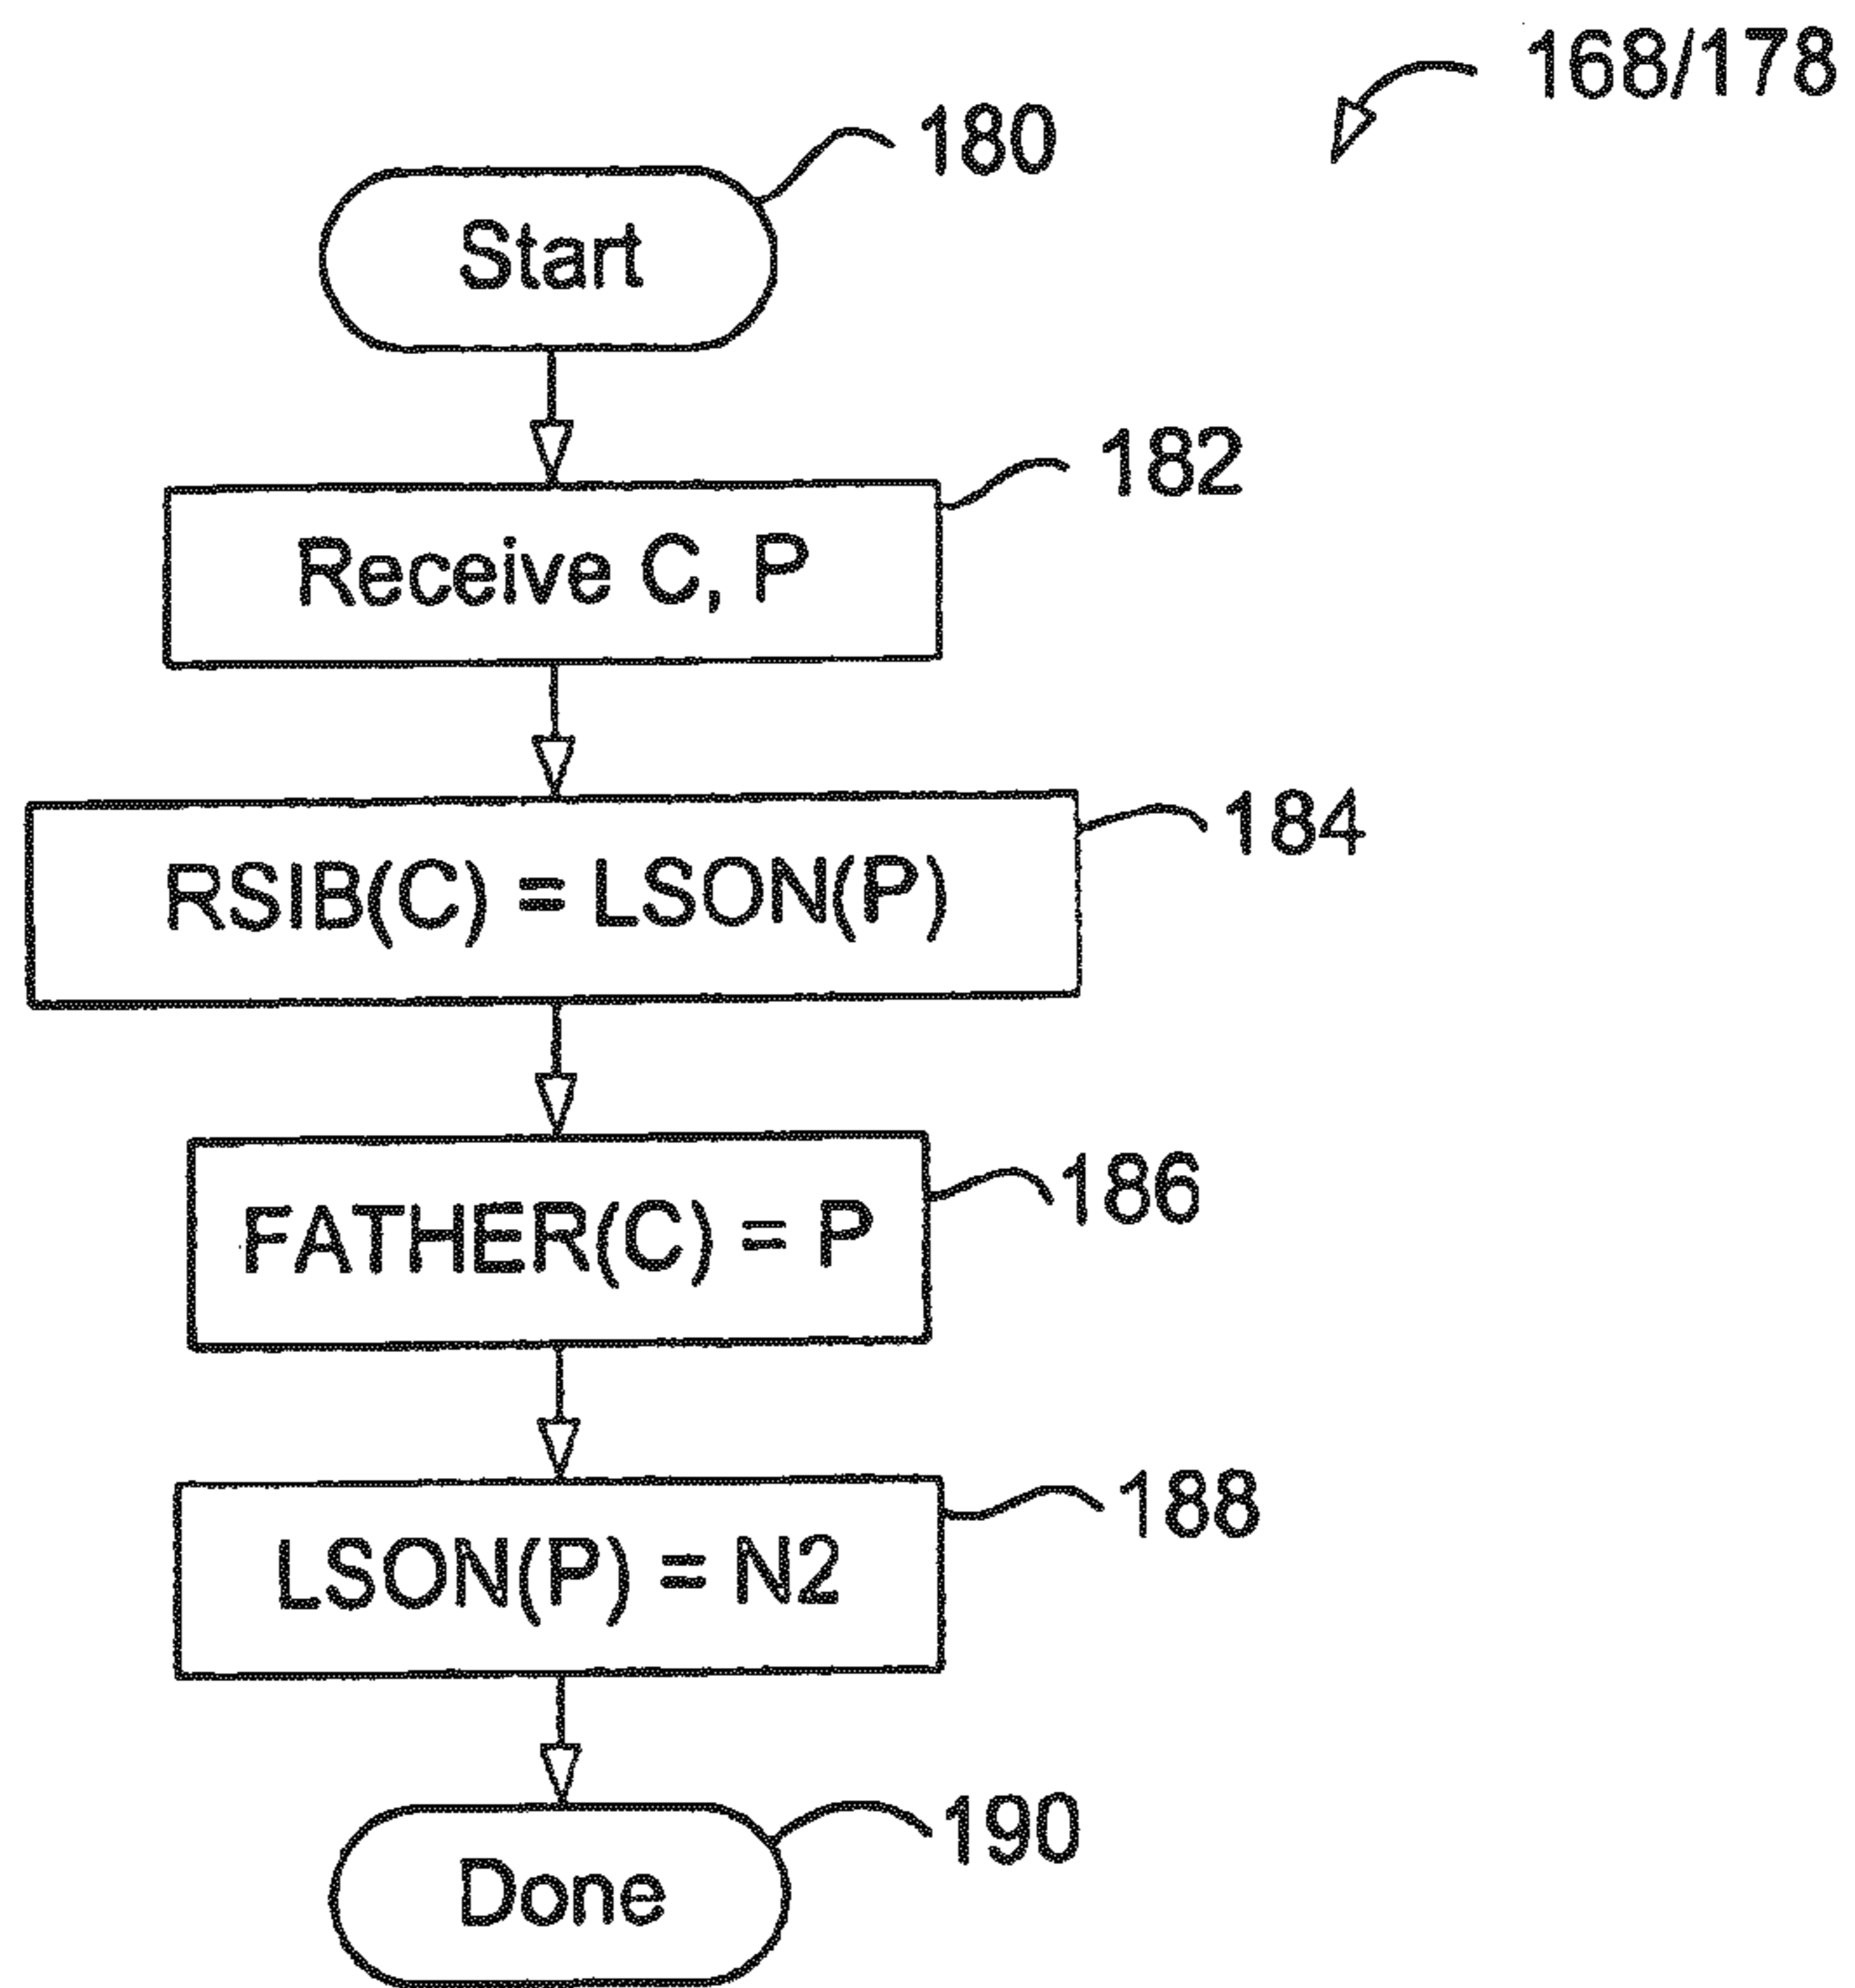 168/178
180
Start
182
Receive C, P
184
RSIB(C) = LSON(P)
186
FATHER(C) = P
188
LSON(P) = N2
190
Done